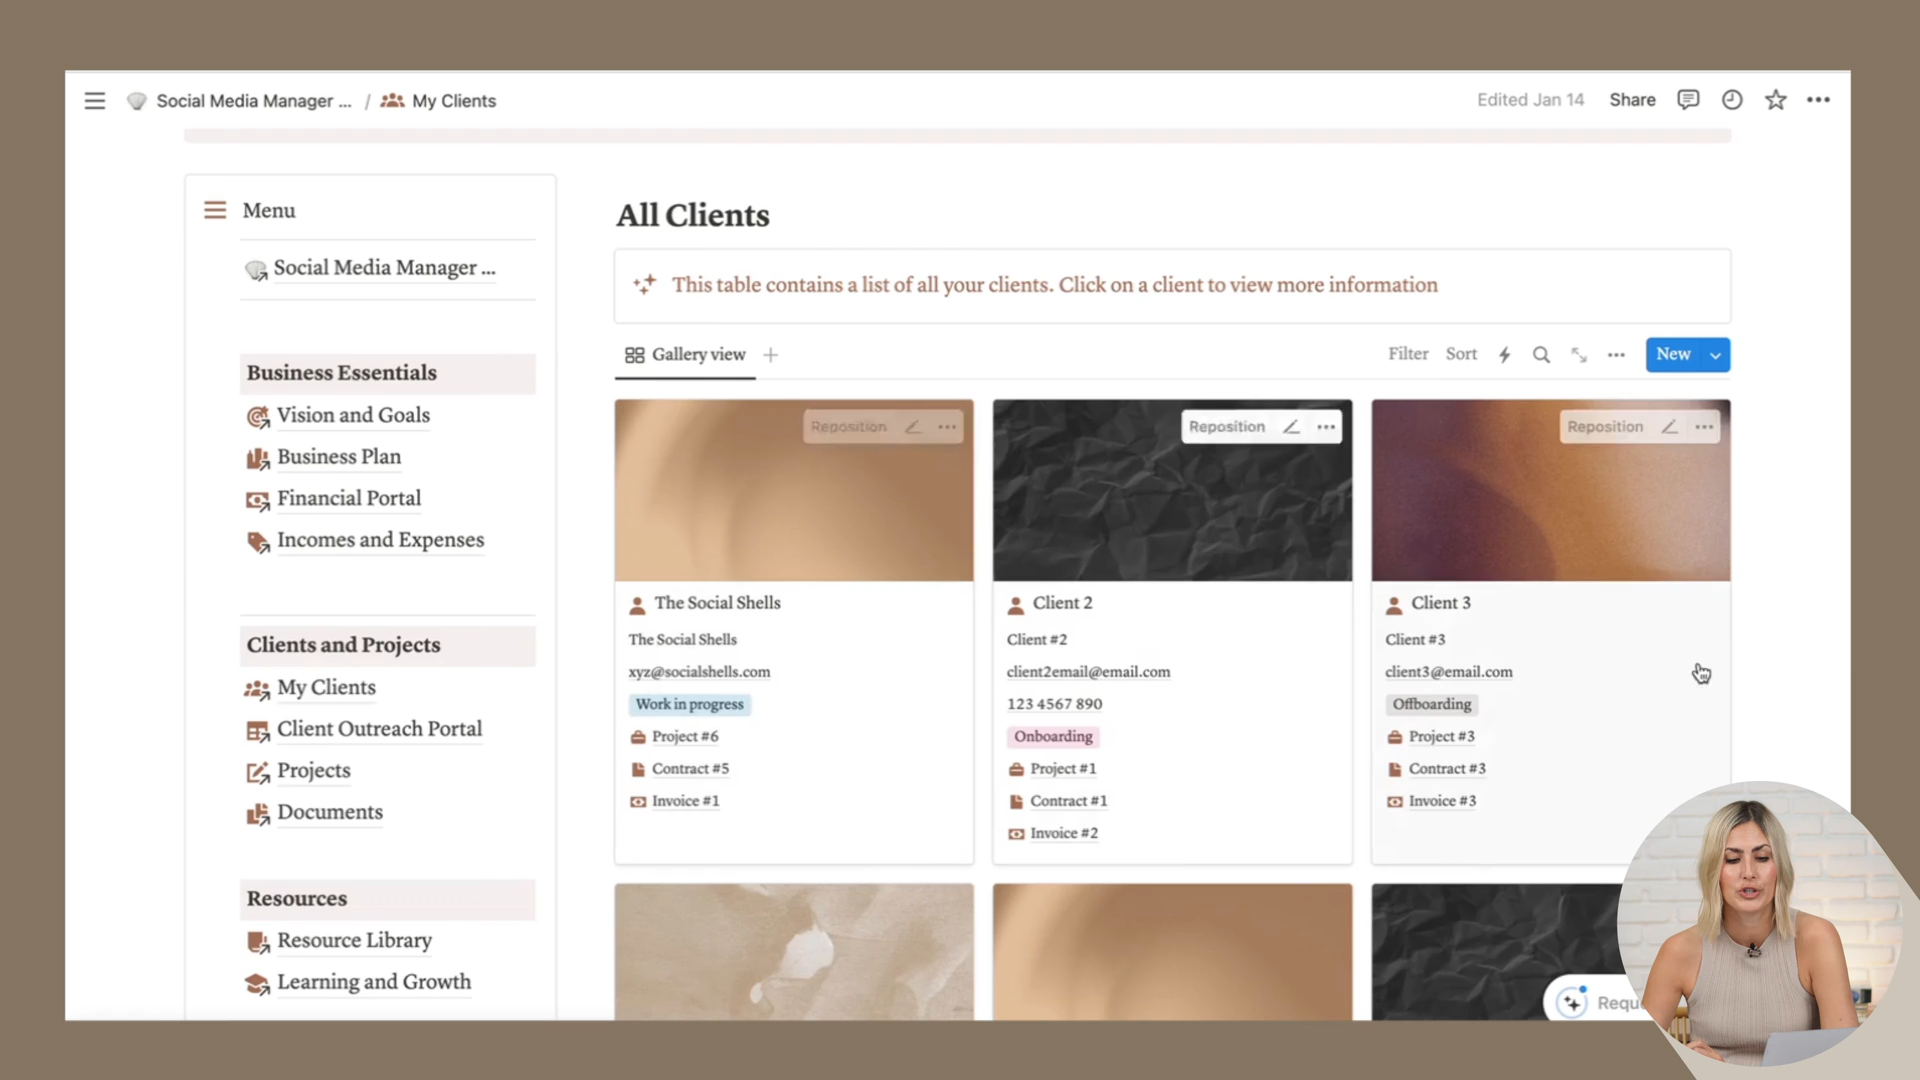 Social Media Manager ... / My Clients
Edited Jan 14 Share
Menu
Social Media Manager ...
Business Essentials
Vision and Goals
Business Plan
Financial Portal
Incomes and Expenses
Clients and Projects
My Clients
Client Outreach Portal
Projects
Documents
Resources
Resource Library
Learning and Growth
All Clients
This table contains a list of all your clients. Click on a client to view more information
Gallery view
Filter Sort New
Reposition
The Social Shells
The Social Shells
xyz@socialshells.com
Work in progress
Project #6
Contract #5
Invoice #1
Reposition
Client 2
Client #2
client2email@email.com
123 4567 890
Onboarding
Project #1
Contract #1
Invoice #2
Reposition
Client 3
Client #3
client3@email.com
Offboarding
Project #3
Contract #3
Invoice #3